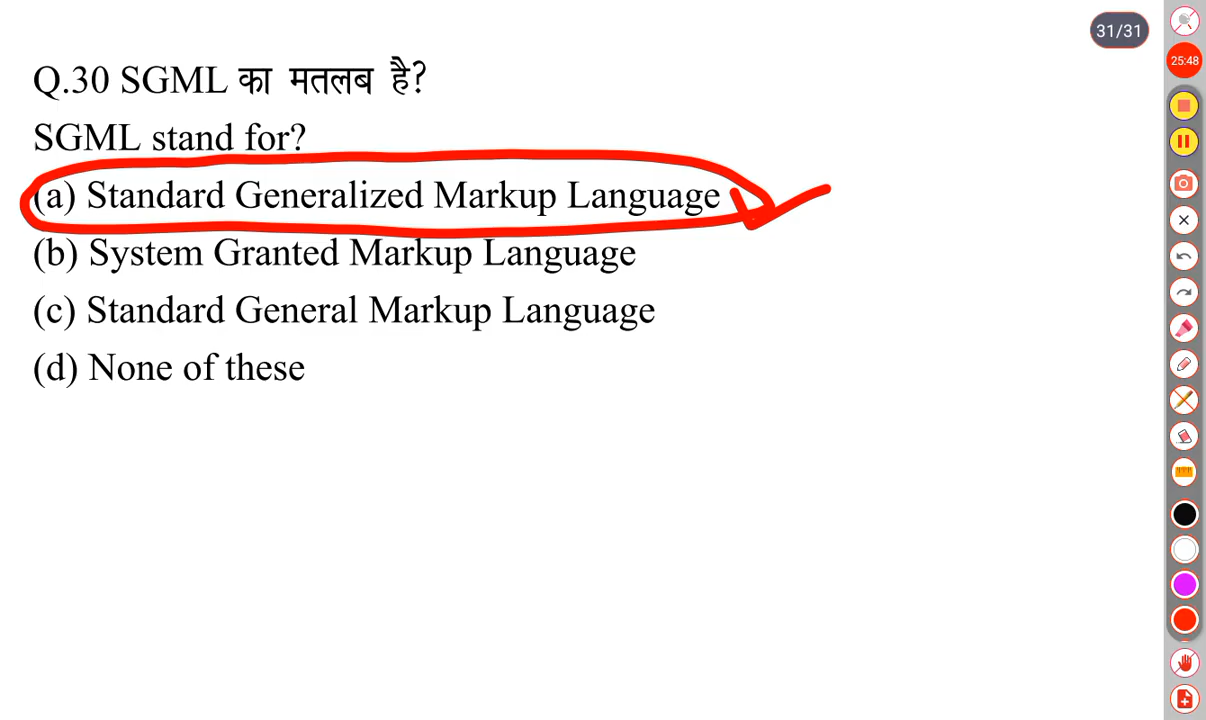 31/31
25:48
Q.30 SGML का मतलब है?
SGML stand for?
(a) Standard Generalized Markup Language
(b) System Granted Markup Language
(c) Standard General Markup Language
(d) None of these